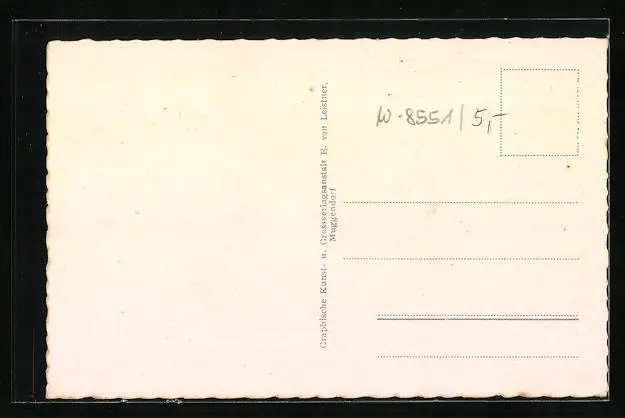 Graphische Kunst- u. Grossverlagsanstalt E. von Leistner,
Muggendorf
W-8551/5,-